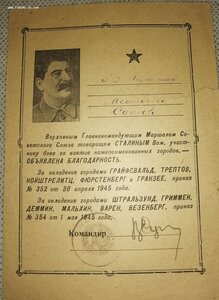 Верховным Главнокомандующим Маршалом Со-
ветского Союза товарищем СТАЛИНЫМ Вам, участ-
нику боев за взятие нижепоименованных городов,—
ОБЪЯВЛЕНА БЛАГОДАРНОСТЬ.
За овладение городами ГРАЙФСВАЛЬД, ТРЕПТОВ,
НОЙШТРЕЛИТЦ, ФЮРСТЕНБЕРГ и ГРАНЗЕЕ, приказ
№ 352 от 30 апреля 1945 года.
За овладение городами ШТРАЛЬЗУНД, ГРИММЕН,
ДЕММИН, МАЛЬХИН, ВАРЕН, ВЕЗЕНБЕРГ, приказ
№ 354 от 1 мая 1945 года.
Командир